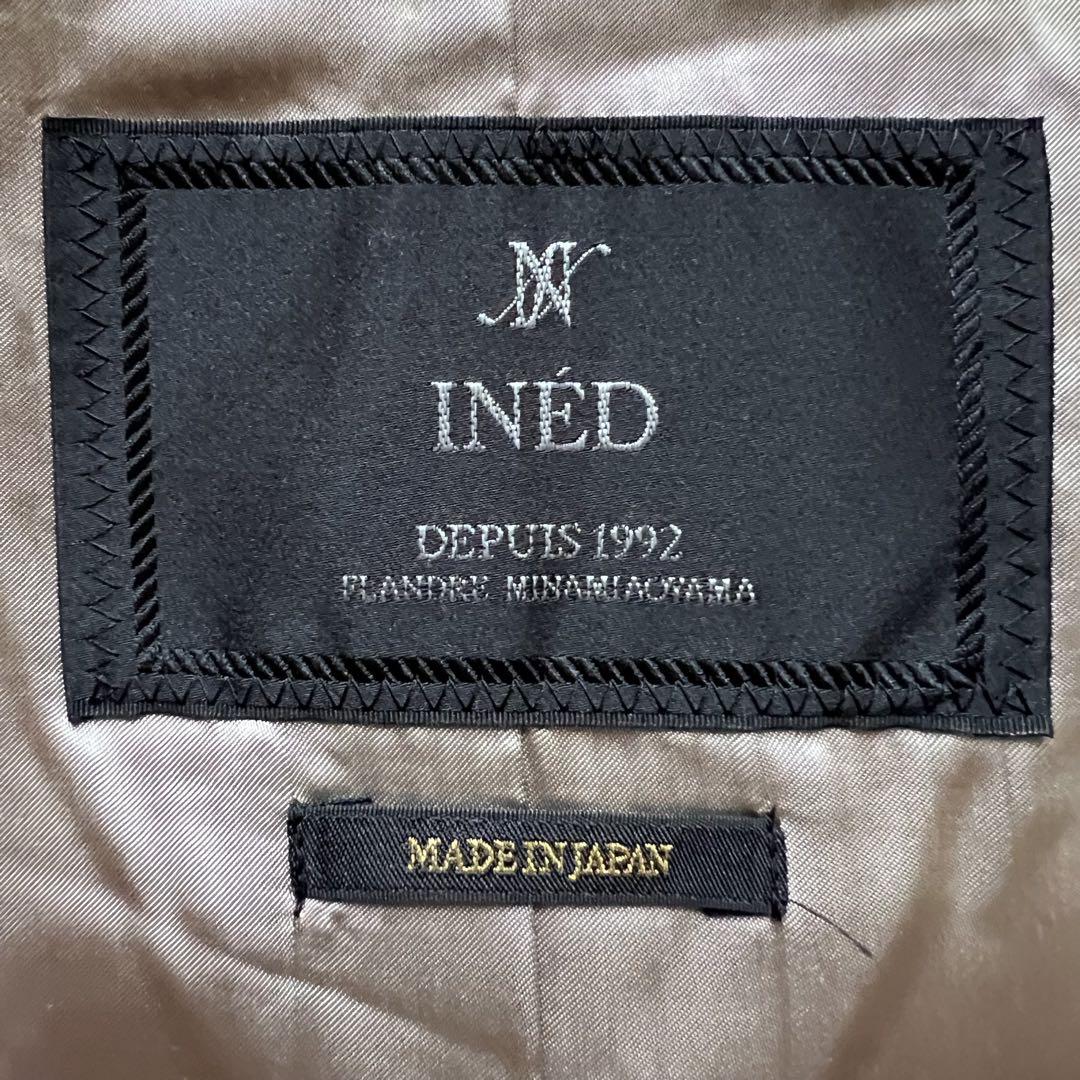 INÉD
DEPUIS 1992
FLANDRE MINAMIAOYAMA
MADE IN JAPAN